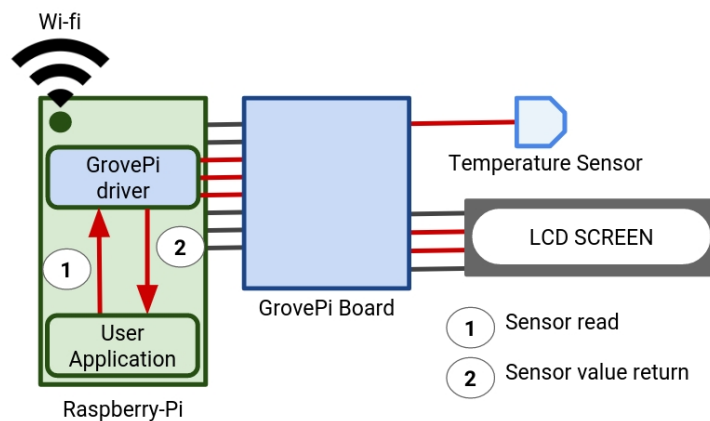 Wi-fi
GrovePi
driver
1
2
User
Application
Raspberry-Pi
GrovePi Board
Temperature Sensor
LCD SCREEN
1 Sensor read
2 Sensor value return